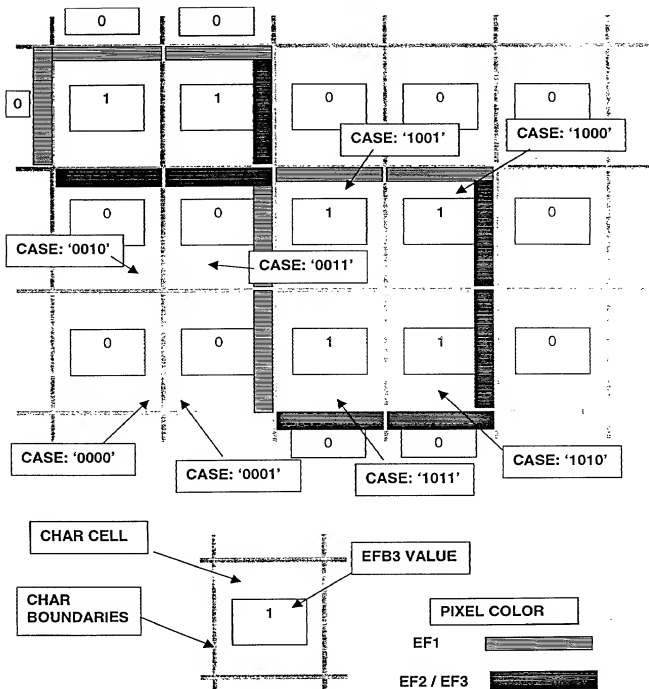 0 0
0 1 1 0 0 0
CASE: '1001' CASE: '1000'
0 0 1 1 0
CASE: '0010' CASE: '0011'
0 0 1 1 0
0 0
CASE: '0000' CASE: '0001' CASE: '1011' CASE: '1010'
CHAR CELL EFB3 VALUE
1
CHAR
BOUNDARIES
PIXEL COLOR
EF1
EF2 / EF3